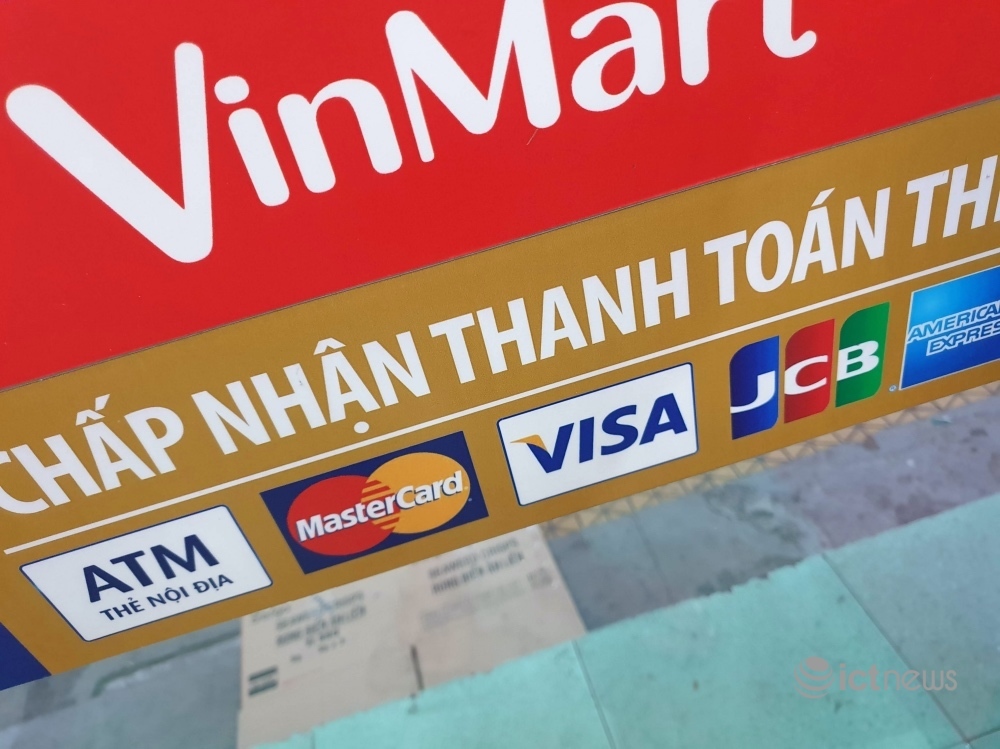 VinMart
CHẤP NHẬN THANH TOÁN TH
ATM
THẺ NỘI ĐỊA
MasterCard
VISA
JCB
AMERICAN
EXPRESS
ictnews